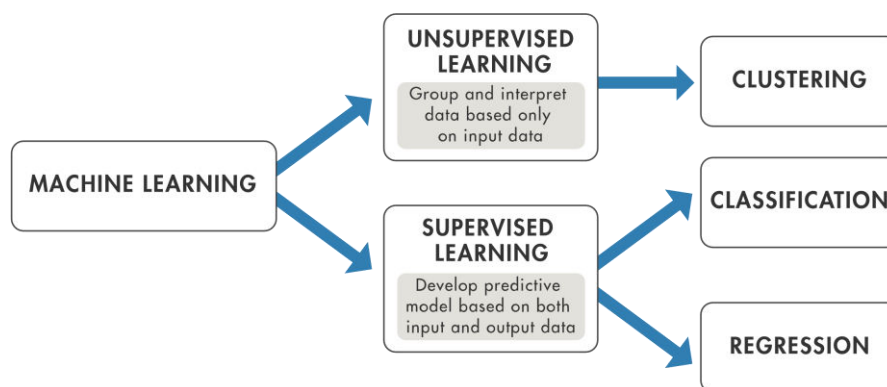 MACHINE LEARNING
UNSUPERVISED
LEARNING
Group and interpret
data based only
on input data
CLUSTERING
SUPERVISED
LEARNING
Develop predictive
model based on both
input and output data
CLASSIFICATION
REGRESSION